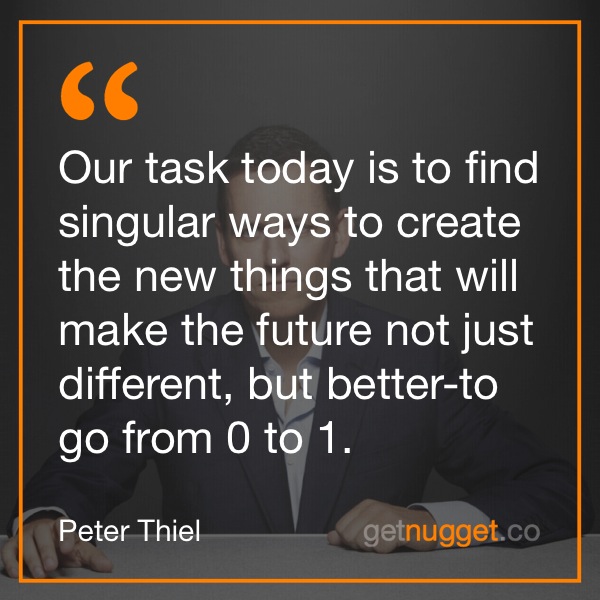 “
Our task today is to find
singular ways to create
the new things that will
make the future not just
different, but better-to
go from 0 to 1.
Peter Thiel
getnugget.co